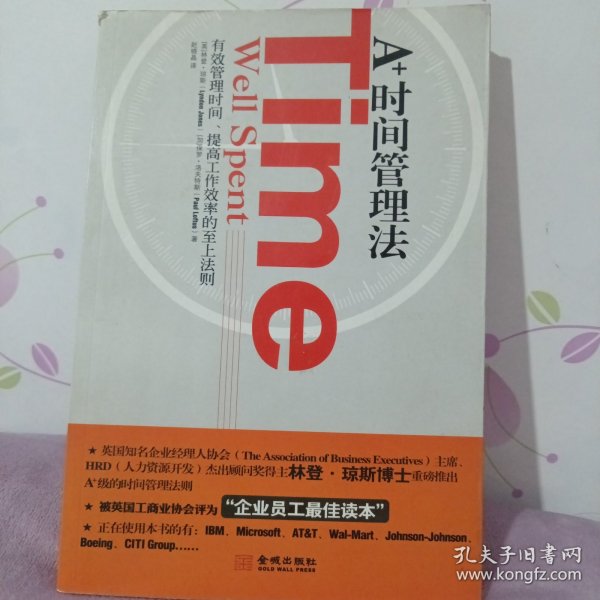 A+时间管理法
Time
Well Spent
有效管理时间、提高工作效率的至上法则
[英]林登·琼斯(Lyndon Jones) [加]保罗·洛夫特斯(Paul Loftus) 著
赵晴晶 译
★ 英国知名企业经理人协会(The Association of Business Executives)主席、
HRD(人力资源开发)杰出顾问奖得主林登·琼斯博士重磅推出
A+级的时间管理法则
★ 被英国工商业协会评为“企业员工最佳读本”
★ 正在使用本书的有:IBM、Microsoft、AT&T、Wal-Mart、Johnson-Johnson、
Boeing、CITI Group……
金城出版社
GOLD WALL PRESS
孔夫子旧书网
www.kongfz.com